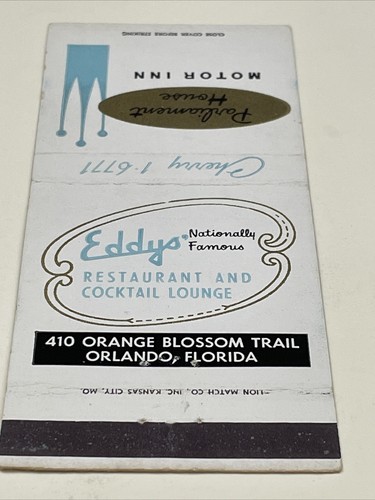 CLOSE COVER BEFORE STRIKING
MOTOR INN
Parliament
House
Cherry 1-6771
Eddys' Nationally
Famous
RESTAURANT AND
COCKTAIL LOUNGE
410 ORANGE BLOSSOM TRAIL
ORLANDO, FLORIDA
LION MATCH CO., INC. KANSAS CITY, MO.